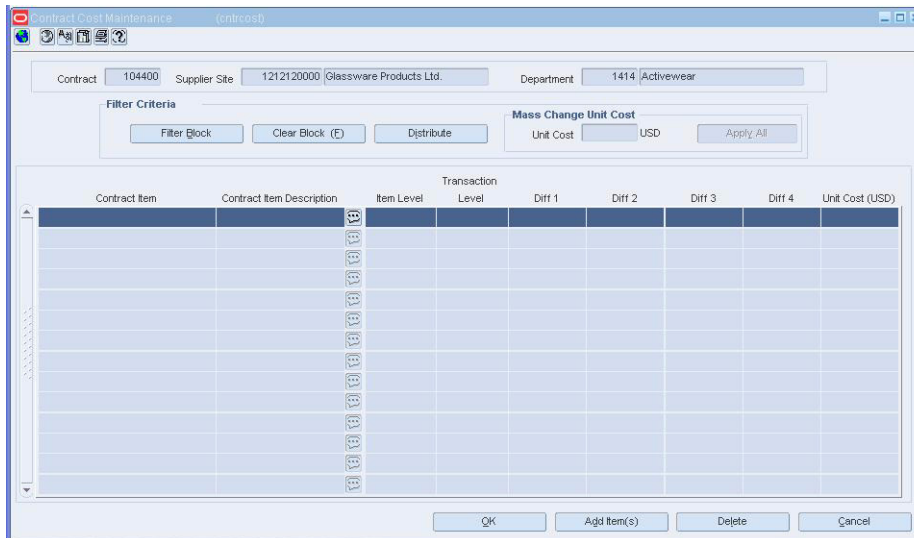 Contract Cost Maintenance (cntrcost)
Contract 104400 Supplier Site 1212120000 Glassware Products Ltd. Department 1414 Activewear
Filter Criteria
Mass Change Unit Cost
Filter Block Clear Block (F) Distribute Unit Cost USD Apply All
Transaction
Contract Item Contract Item Description Item Level Level Diff 1 Diff 2 Diff 3 Diff 4 Unit Cost (USD)
OK Add Item(s) Delete Cancel